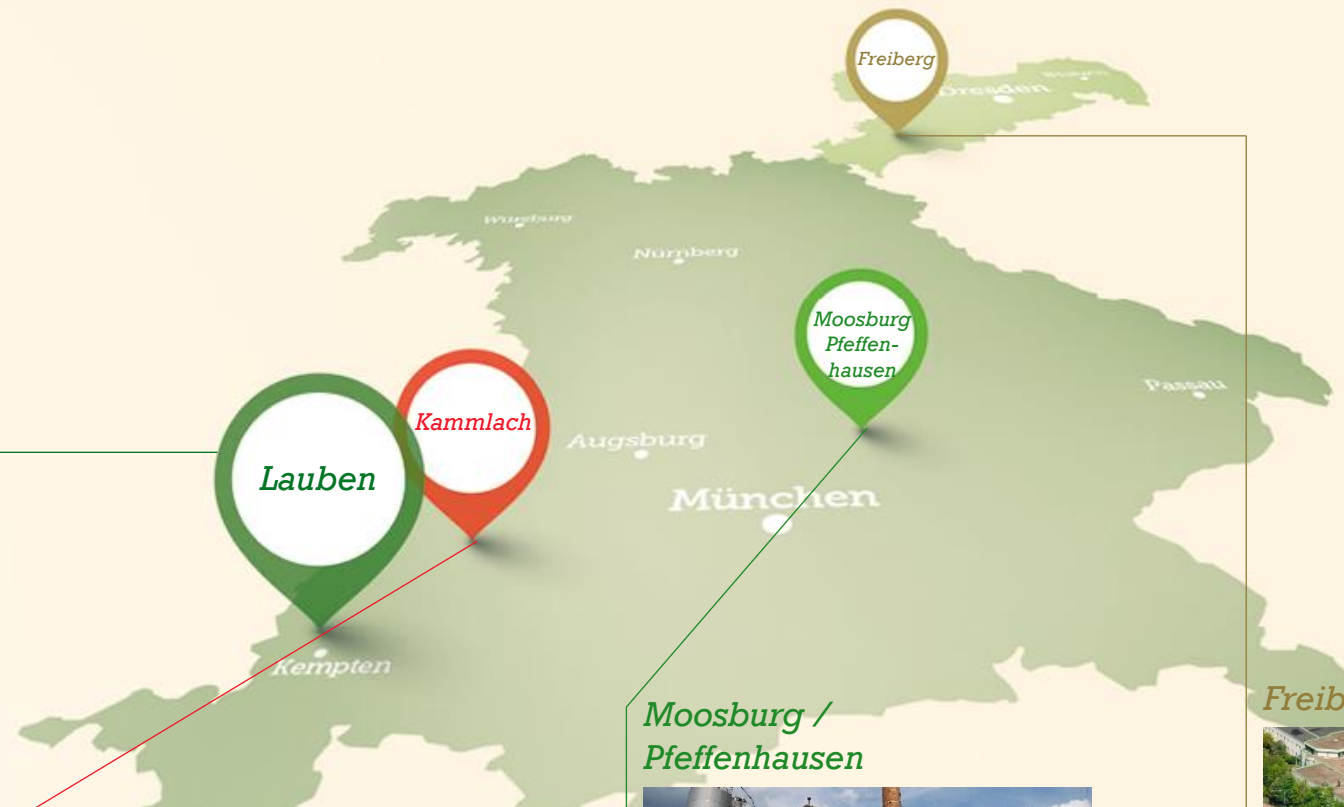 Freiberg
Dresden
Würzburg
Nürnberg
Moosburg
Pfeffen-
hausen
Passau
Kammlach
Augsburg
Lauben
München
Kempten
Moosburg /
Pfeffenhausen
Freib